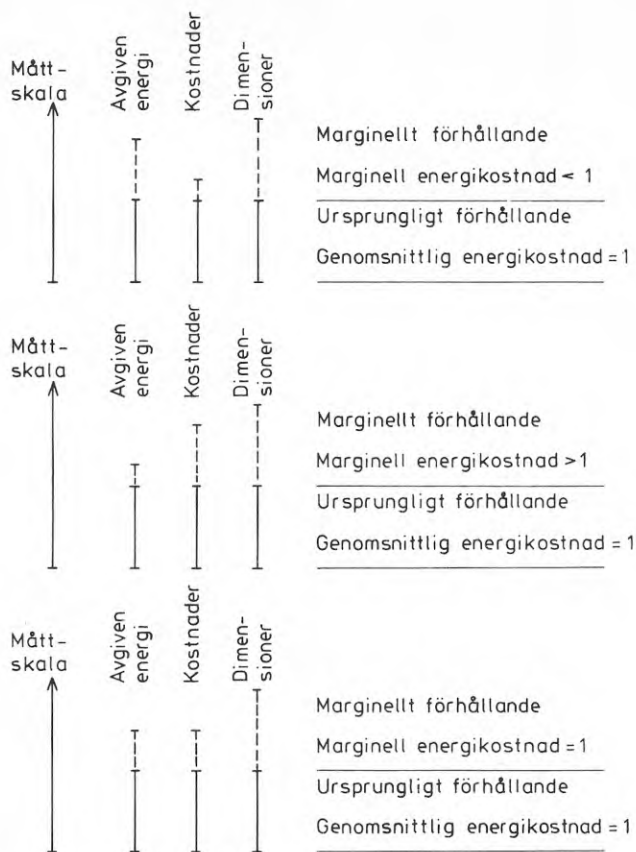 Mått-
skala
Avgiven
energi
Kostnader
Dimen-
sioner
Marginellt förhållande
Marginell energikostnad < 1
Ursprungligt förhållande
Genomsnittlig energikostnad = 1
Mått-
skala
Avgiven
energi
Kostnader
Dimen-
sioner
Marginellt förhållande
Marginell energikostnad > 1
Ursprungligt förhållande
Genomsnittlig energikostnad = 1
Mått-
skala
Avgiven
energi
Kostnader
Dimen-
sioner
Marginellt förhållande
Marginell energikostnad = 1
Ursprungligt förhållande
Genomsnittlig energikostnad = 1